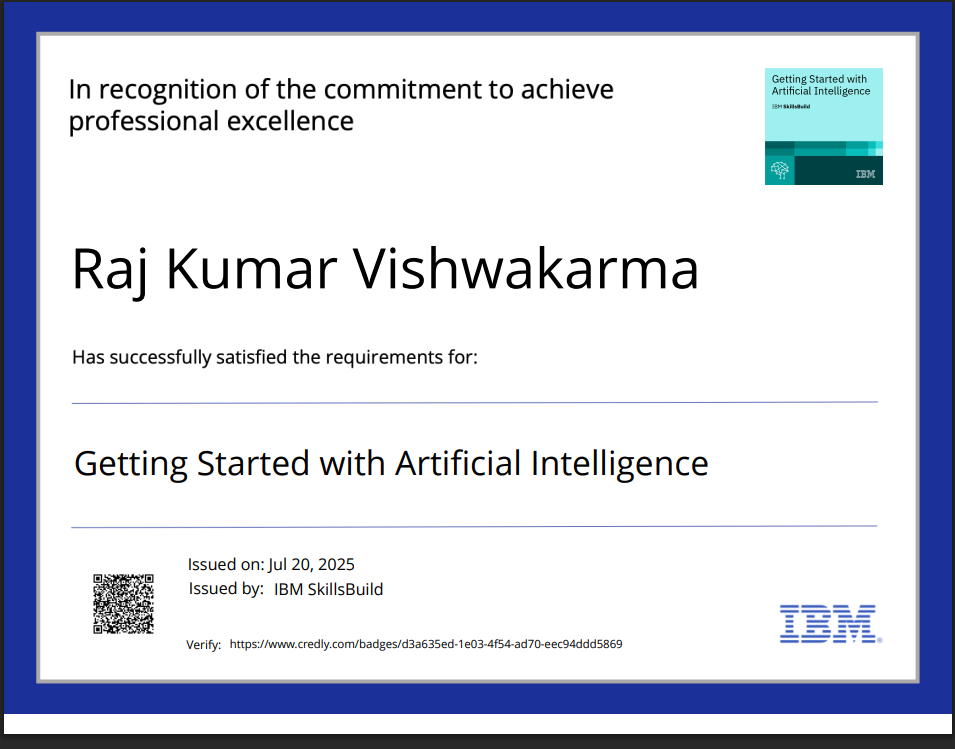 In recognition of the commitment to achieve
professional excellence
Getting Started with
Artificial Intelligence
IBM SkillsBuild
IBM
Raj Kumar Vishwakarma
Has successfully satisfied the requirements for:
Getting Started with Artificial Intelligence
Issued on: Jul 20, 2025
Issued by: IBM SkillsBuild
Verify: https://www.credly.com/badges/d3a635ed-1e03-4f54-ad70-eec94ddd5869
IBM®